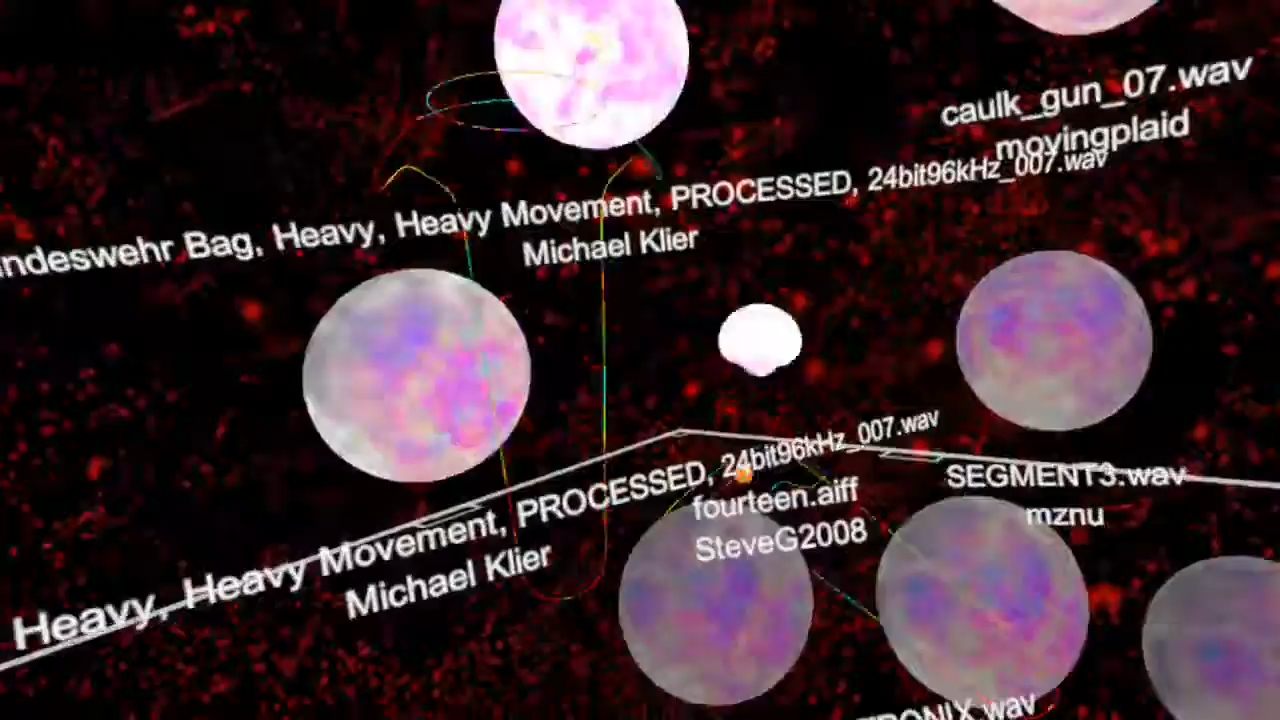 caulk_gun_07.wav
movingplaid
Bag, Heavy, Heavy Movement, PROCESSED, 24bit96kHz_007.wav
Michael Klier
Heavy, Heavy Movement, PROCESSED, 24bit96kHz_007.wav
Michael Klier
fourteen.aiff
SteveG2008
SEGMENT3.wav
mznu